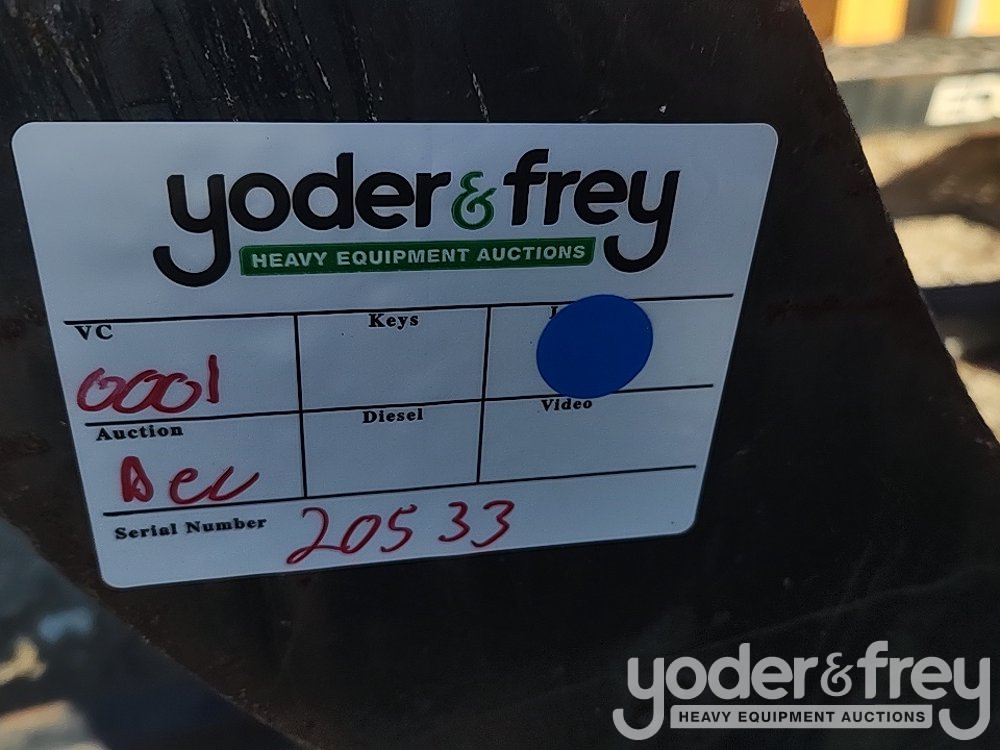 yoder & frey
HEAVY EQUIPMENT AUCTIONS
VC
Keys
0001
Auction
Diesel
Video
Dec
Serial Number
20533
yoder & frey
HEAVY EQUIPMENT AUCTIONS